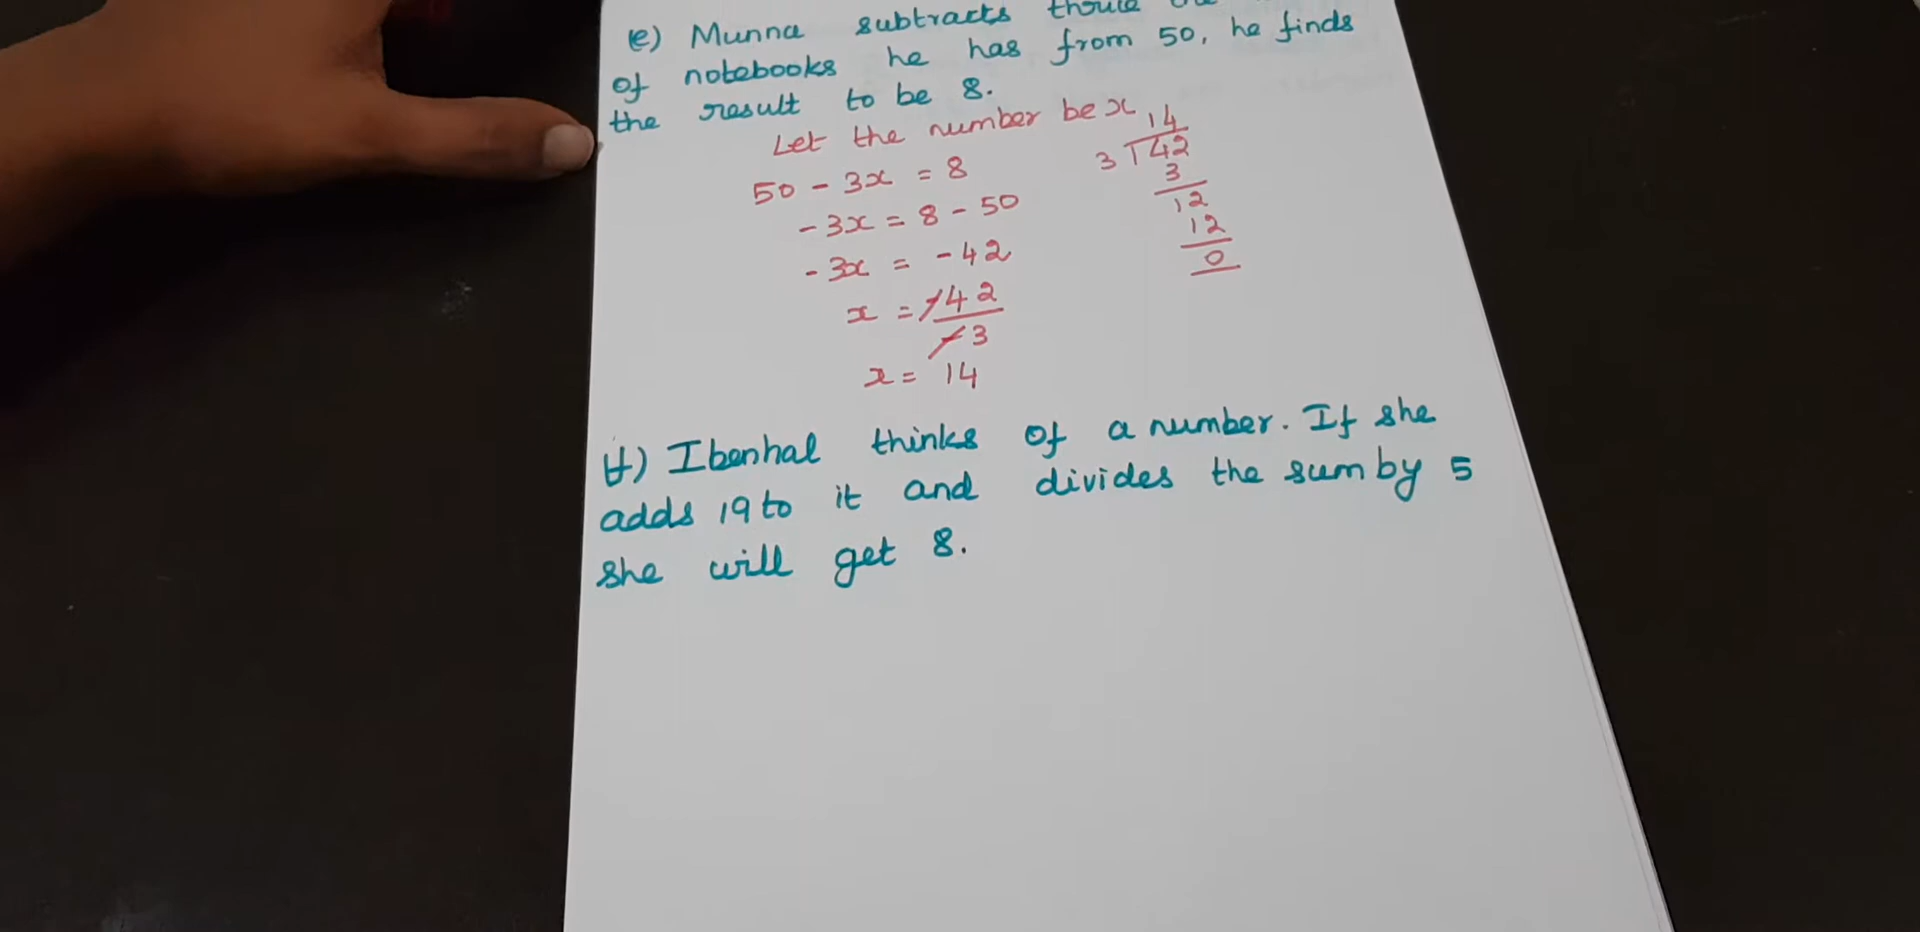 (e) Munna subtracts thrice
of notebooks he has from 50, he finds
the result to be 8.
Let the number be x
50 - 3x = 8
- 3x = 8 - 50
- 3x = - 42
x = -42
-3
x = 14
14
3 42
3
12
12
0
f) Ibenhal thinks of a number. If she
adds 19 to it and divides the sum by 5
she will get 8.